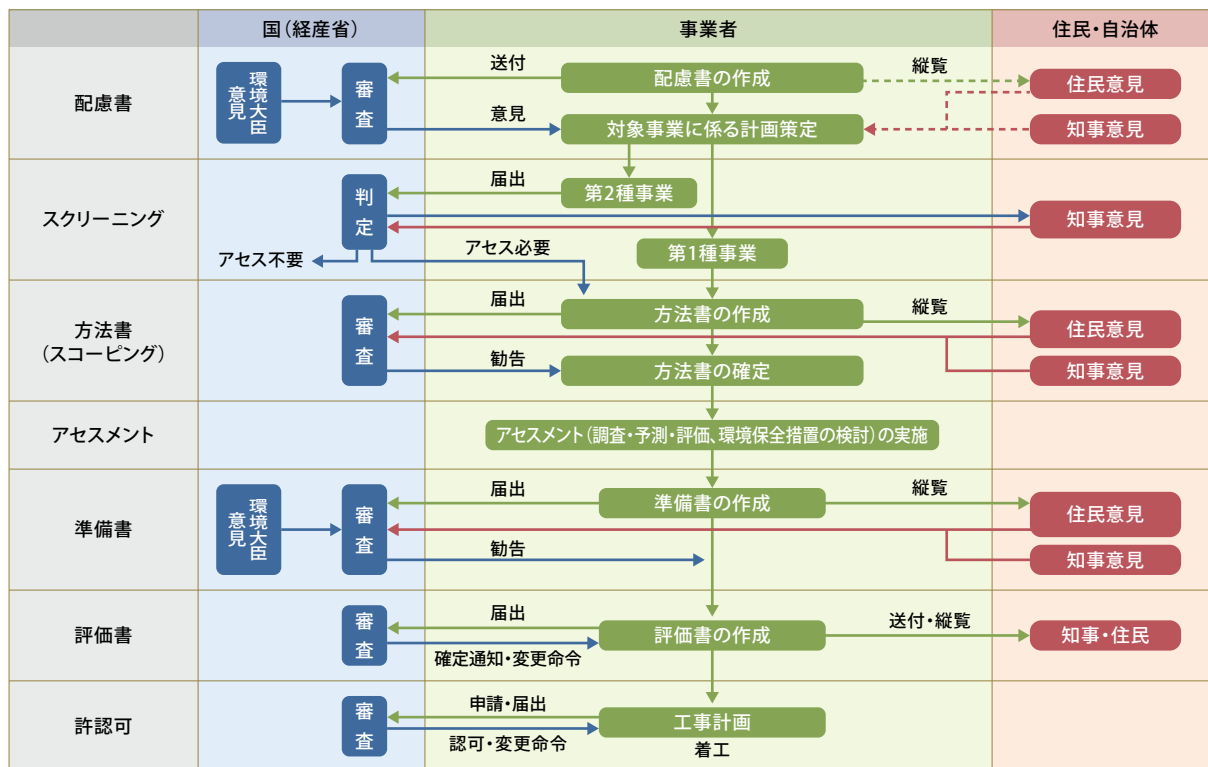 国（経産省）
事業者
住民・自治体
配慮書
環境大臣
意見
審査
送付
配慮書の作成
縦覧
住民意見
意見
対象事業に係る計画策定
知事意見
スクリーニング
判定
届出
第2種事業
知事意見
アセス不要
アセス必要
第1種事業
方法書
（スコーピング）
審査
届出
方法書の作成
縦覧
住民意見
勧告
方法書の確定
知事意見
アセスメント
アセスメント（調査・予測・評価、環境保全措置の検討）の実施
準備書
環境大臣
意見
審査
届出
準備書の作成
縦覧
住民意見
勧告
知事意見
評価書
審査
届出
評価書の作成
送付・縦覧
知事・住民
確定通知・変更命令
許認可
審査
申請・届出
工事計画
認可・変更命令
着工